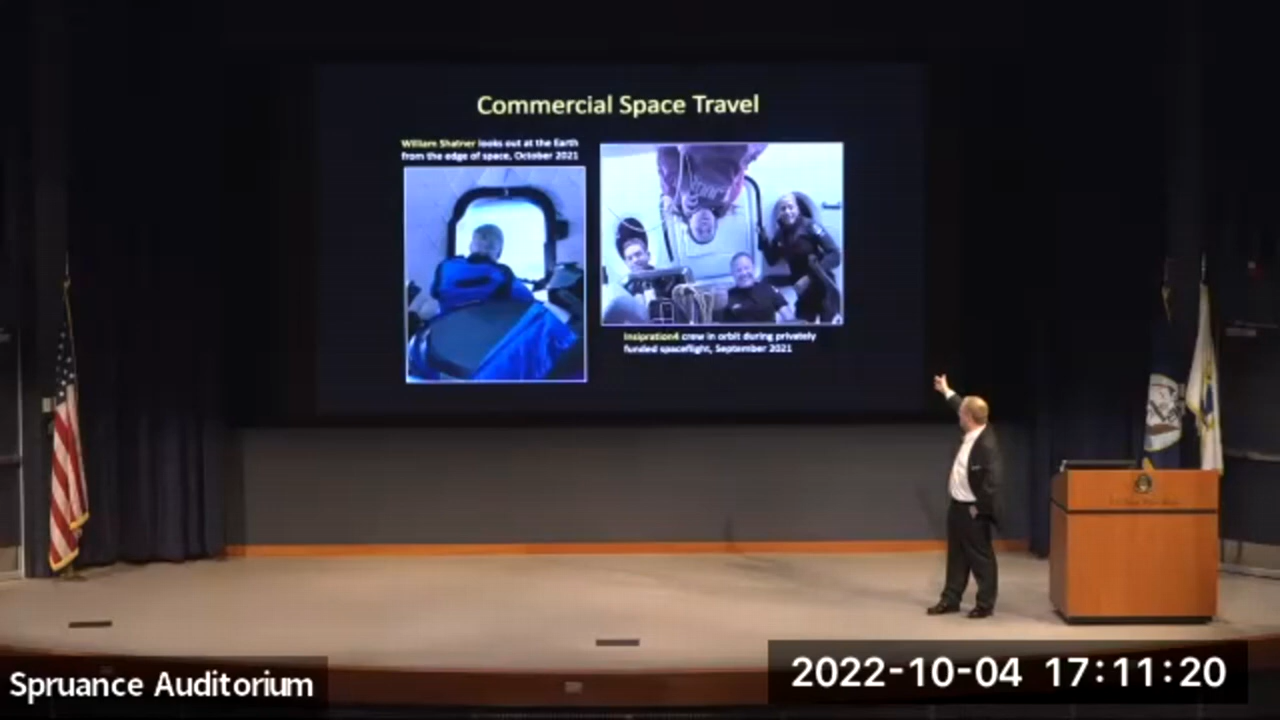 Commercial Space Travel
William Shatner looks out at the Earth
from the edge of space, October 2021
Insipration4 crew in orbit during privately
funded spaceflight, September 2021
Spruance Auditorium
2022-10-04 17:11:20